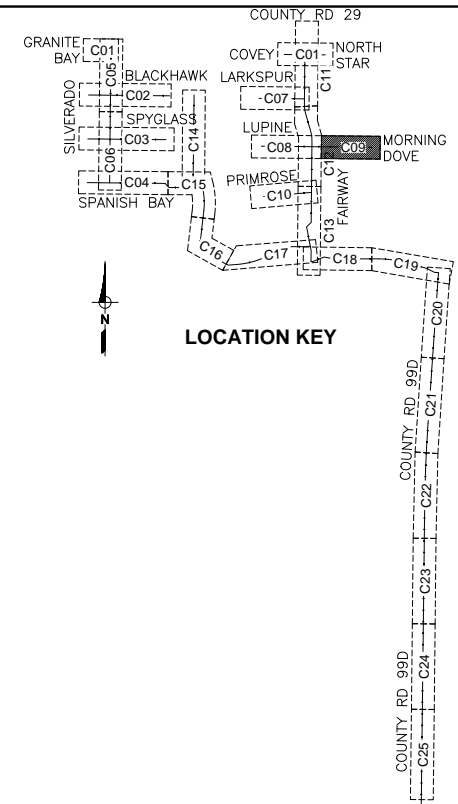 COUNTY RD 29
GRANITE
BAY
C01
C05
BLACKHAWK
SILVERADO
C02
SPYGLASS
C03
C06
C04
SPANISH BAY
C14
C15
C16
C17
COVEY
C01
NORTH
STAR
C11
LARKSPUR
C07
LUPINE
C08
C12
C09
MORNING
DOVE
PRIMROSE
C10
FAIRWAY
C13
C18
C19
C20
N
LOCATION KEY
COUNTY RD 99D
C21
C22
C23
COUNTY RD 99D
C24
C25